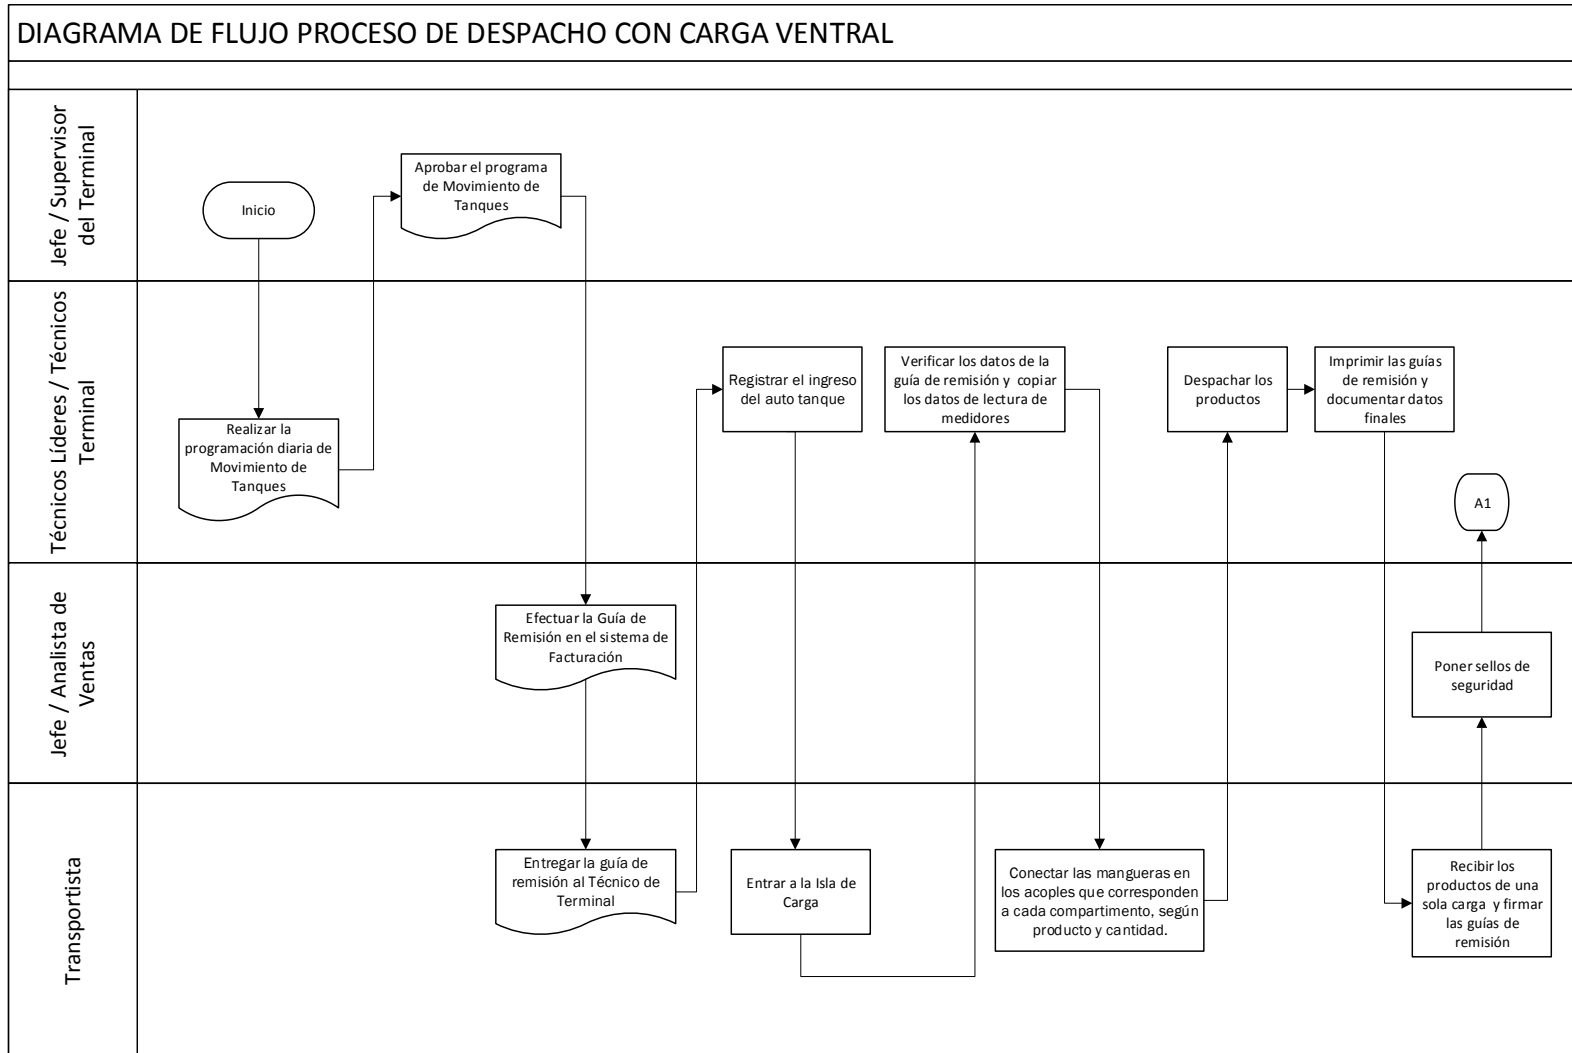 DIAGRAMA DE FLUJO PROCESO DE DESPACHO CON CARGA VENTRAL
Jefe / Supervisor
del Terminal
Inicio
Aprobar el programa
de Movimiento de
Tanques
Técnicos Líderes / Técnicos
Terminal
Realizar la
programación diaria de
Movimiento de
Tanques
Registrar el ingreso
del auto tanque
Verificar los datos de la
guía de remisión y copiar
los datos de lectura de
medidores
Despachar los
productos
Imprimir las guías
de remisión y
documentar datos
finales
A1
Jefe / Analista de
Ventas
Efectuar la Guía de
Remisión en el sistema de
Facturación
Poner sellos de
seguridad
Transportista
Entregar la guía de
remisión al Técnico de
Terminal
Entrar a la Isla de
Carga
Conectar las mangueras en
los acoples que corresponden
a cada compartimento, según
producto y cantidad.
Recibir los
productos de una
sola carga y firmar
las guías de
remisión